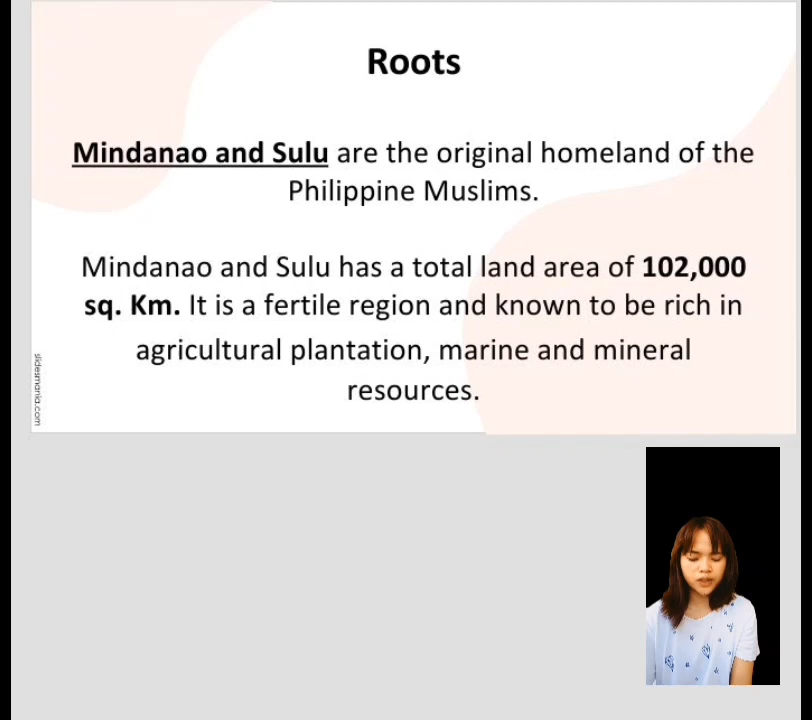 Roots
Mindanao and Sulu are the original homeland of the
Philippine Muslims.
Mindanao and Sulu has a total land area of 102,000
sq. Km. It is a fertile region and known to be rich in
agricultural plantation, marine and mineral
resources.
slidesmania.com